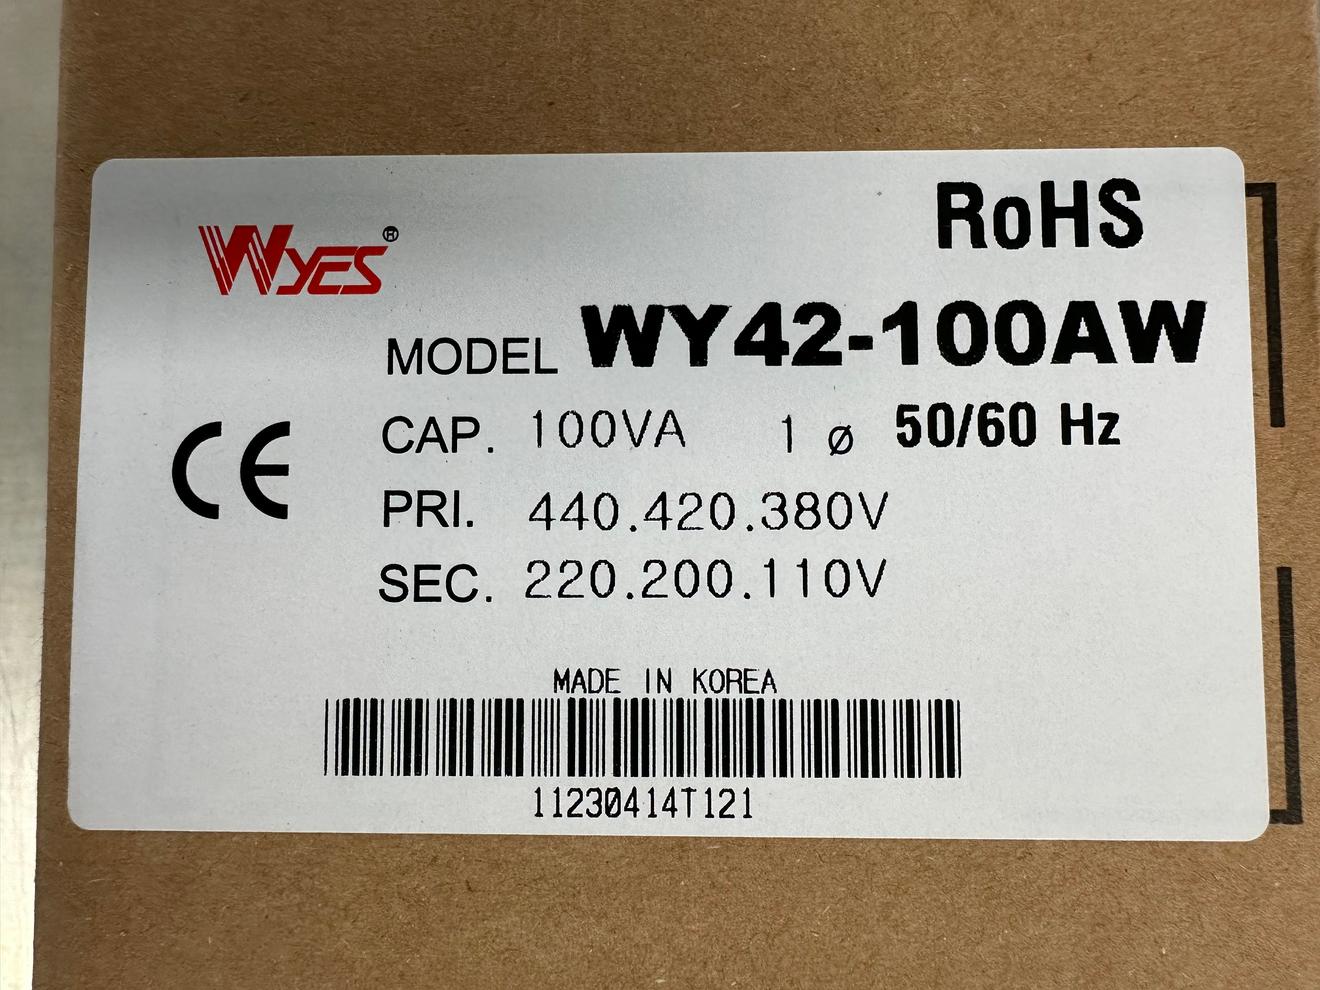 RoHS
WYES®
MODEL WY42-100AW
CE
CAP. 100VA 1 ø 50/60 Hz
PRI. 440.420.380V
SEC. 220.200.110V
MADE IN KOREA
11230414T121